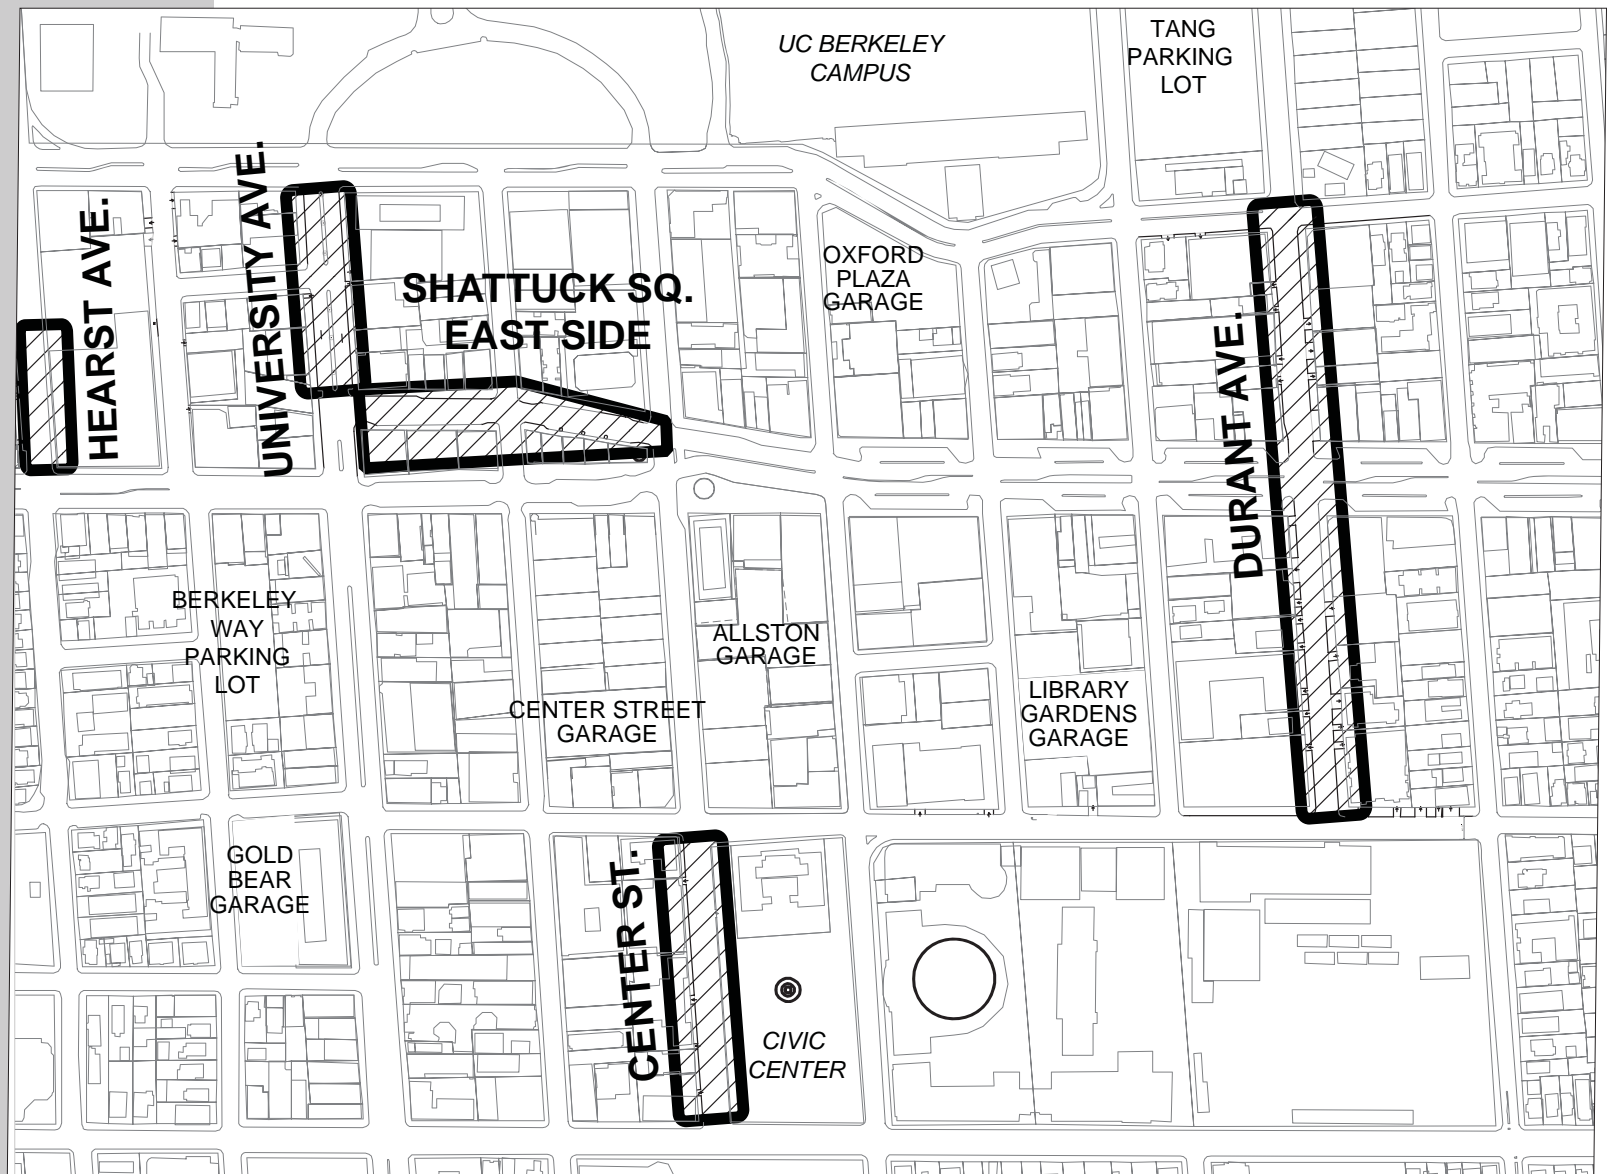 UC BERKELEY
CAMPUS
TANG
PARKING
LOT
HEARST AVE.
UNIVERSITY AVE.
SHATTUCK SQ.
EAST SIDE
OXFORD
PLAZA
GARAGE
DURANT AVE.
BERKELEY
WAY
PARKING
LOT
CENTER STREET
GARAGE
ALLSTON
GARAGE
LIBRARY
GARDENS
GARAGE
GOLD
BEAR
GARAGE
CENTER ST.
CIVIC
CENTER